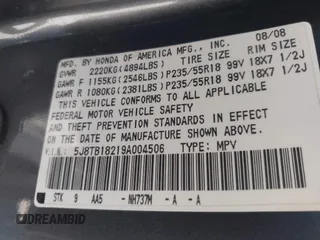 MFD. BY HONDA OF AMERICA MFG., INC. 08/08
GVWR 2220KG(4894LBS) TIRE SIZE RIM SIZE
GAWR F 1155KG(2546LBS) P235/55R18 99V 18X7 1/2J
GAWR R 1080KG(2381LBS) P235/55R18 99V 18X7 1/2J
THIS VEHICLE CONFORMS TO ALL APPLICABLE
FEDERAL MOTOR VEHICLE SAFETY AND
THEFT PREVENTION STANDARDS IN EFFECT
ON THE DATE OF MANUFACTURE SHOWN ABOVE.
V.I.N.: 5J8TB18219A004506 TYPE: MPV
STK 9 AA5 - NH737M - A - A
DREAMBID